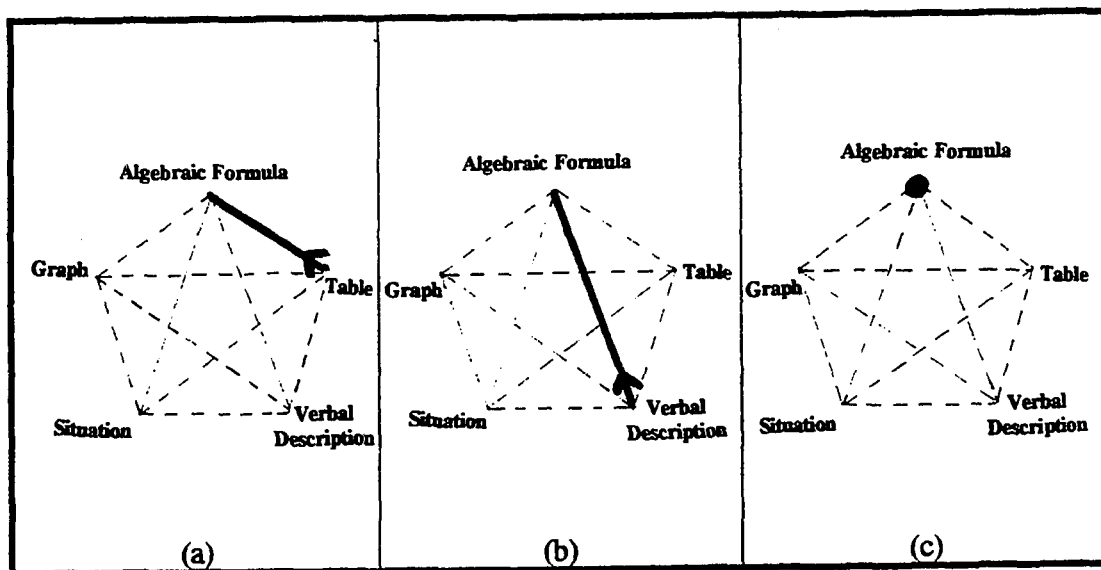 Algebraic Formula
Graph
Table
Situation
Verbal
Description
(a)
Algebraic Formula
Graph
Table
Situation
Verbal
Description
(b)
Algebraic Formula
Graph
Table
Situation
Verbal
Description
(c)